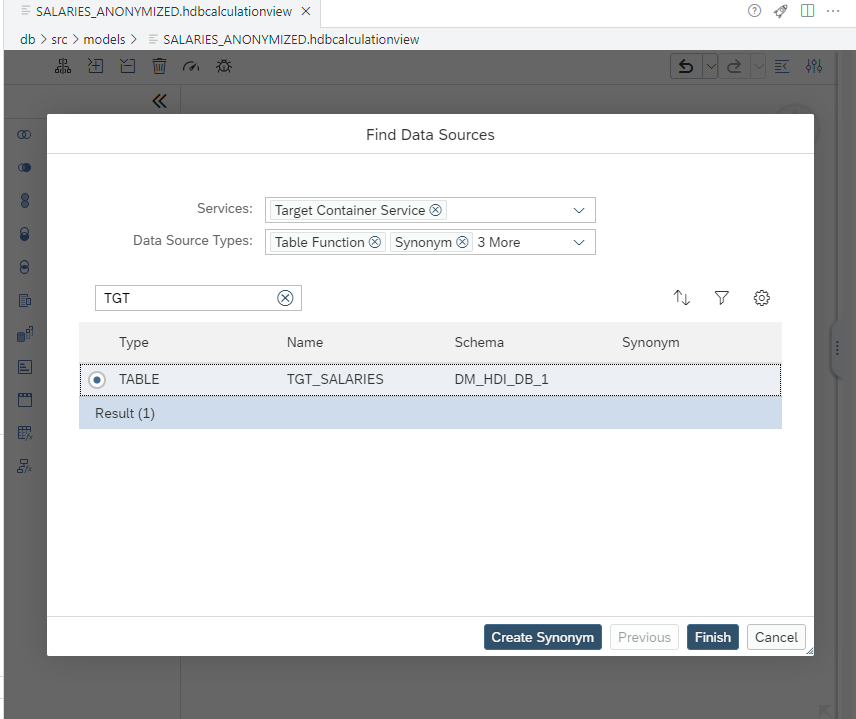 SALARIES_ANONYMIZED.hdbcalculationview
db > src > models > SALARIES_ANONYMIZED.hdbcalculationview
Find Data Sources
Services: Target Container Service
Data Source Types: Table Function Synonym 3 More
TGT
Type Name Schema Synonym
TABLE TGT_SALARIES DM_HDI_DB_1
Result (1)
Create Synonym Previous Finish Cancel